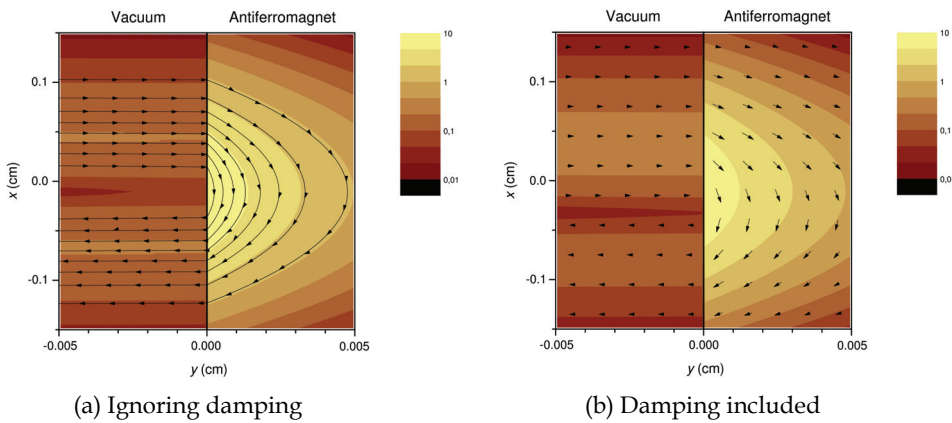 Vacuum Antiferromagnet
10
1
0,1
0,01
0.1
0.0
-0.1
x (cm)
-0.005 0.000 0.005
y (cm)
(a) Ignoring damping
Vacuum Antiferromagnet
10
1
0,1
0,0
0.1
0.0
-0.1
x (cm)
-0.005 0.000 0.005
y (cm)
(b) Damping included